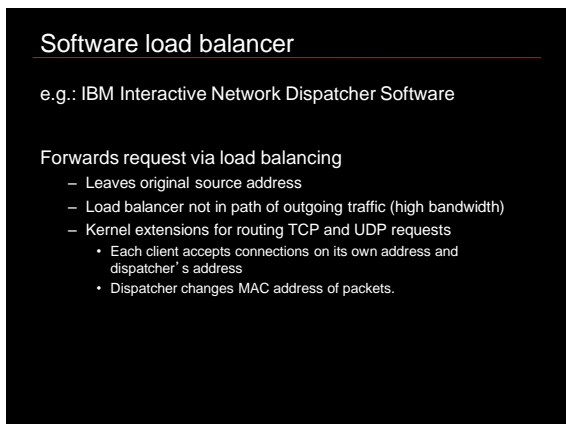 Software load balancer
e.g.: IBM Interactive Network Dispatcher Software
Forwards request via load balancing
– Leaves original source address
– Load balancer not in path of outgoing traffic (high bandwidth)
– Kernel extensions for routing TCP and UDP requests
• Each client accepts connections on its own address and
dispatcher’s address
• Dispatcher changes MAC address of packets.